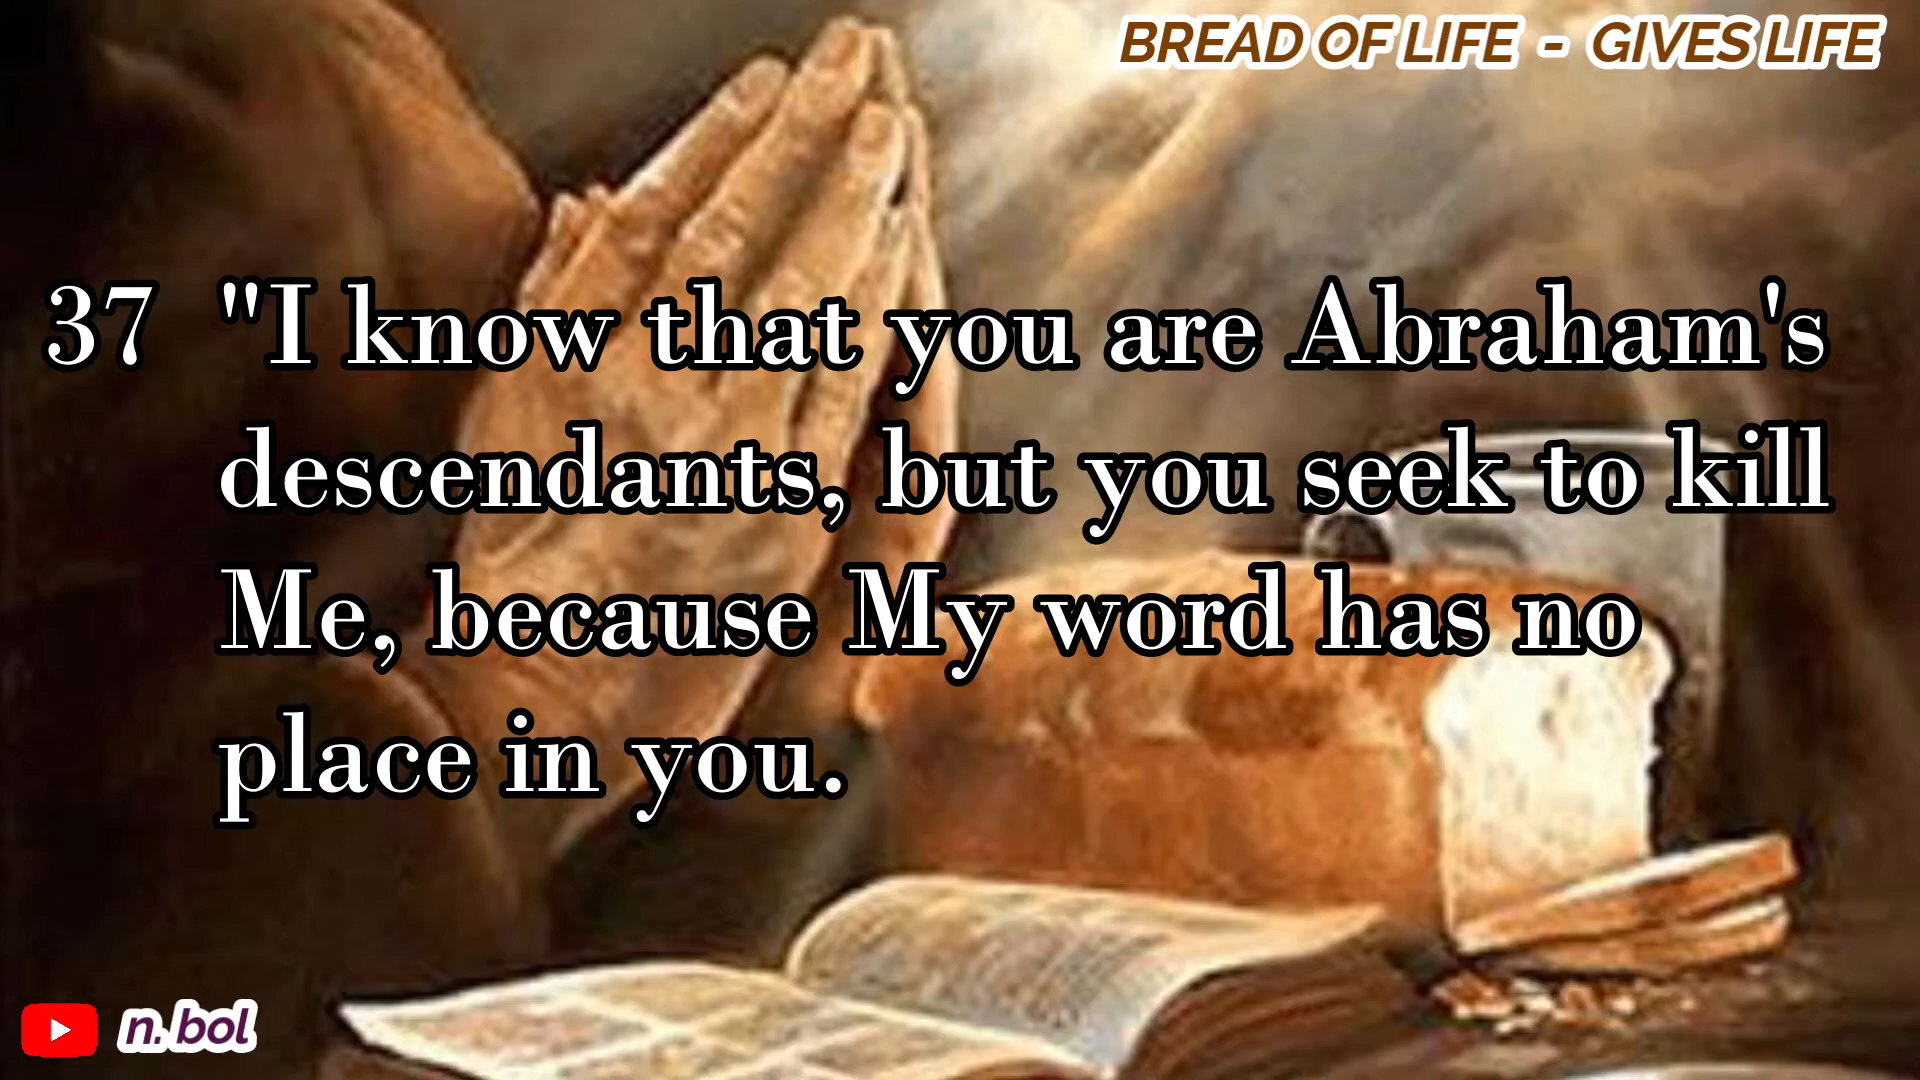 BREAD OF LIFE - GIVES LIFE
37 "I know that you are Abraham's
descendants, but you seek to kill
Me, because My word has no
place in you.
n. bol